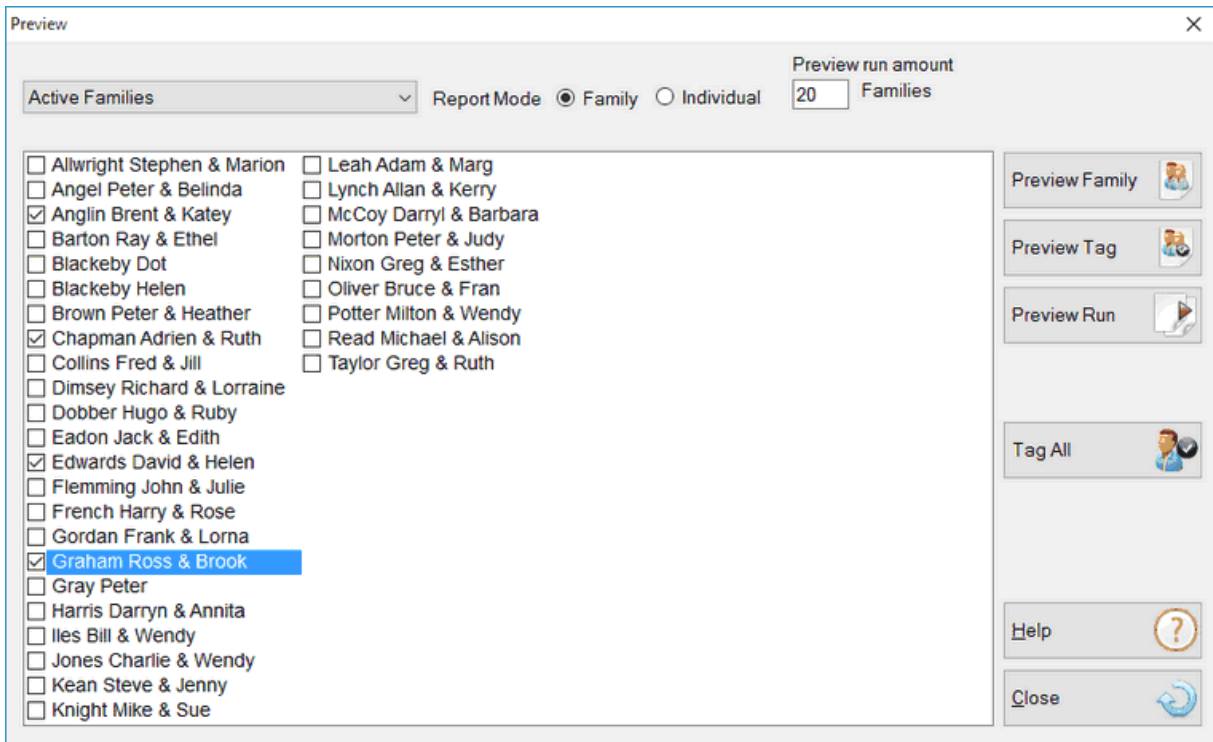 Preview
Preview run amount
Active Families
Report Mode
Family
Individual
20
Families
Allwright Stephen & Marion
Angel Peter & Belinda
Anglin Brent & Katey
Barton Ray & Ethel
Blackeby Dot
Blackeby Helen
Brown Peter & Heather
Chapman Adrien & Ruth
Collins Fred & Jill
Dimsey Richard & Lorraine
Dobber Hugo & Ruby
Eadon Jack & Edith
Edwards David & Helen
Flemming John & Julie
French Harry & Rose
Gordan Frank & Lorna
Graham Ross & Brook
Gray Peter
Harris Darryn & Annita
Iles Bill & Wendy
Jones Charlie & Wendy
Kean Steve & Jenny
Knight Mike & Sue
Leah Adam & Marg
Lynch Allan & Kerry
McCoy Darryl & Barbara
Morton Peter & Judy
Nixon Greg & Esther
Oliver Bruce & Fran
Potter Milton & Wendy
Read Michael & Alison
Taylor Greg & Ruth
Preview Family
Preview Tag
Preview Run
Tag All
Help
Close